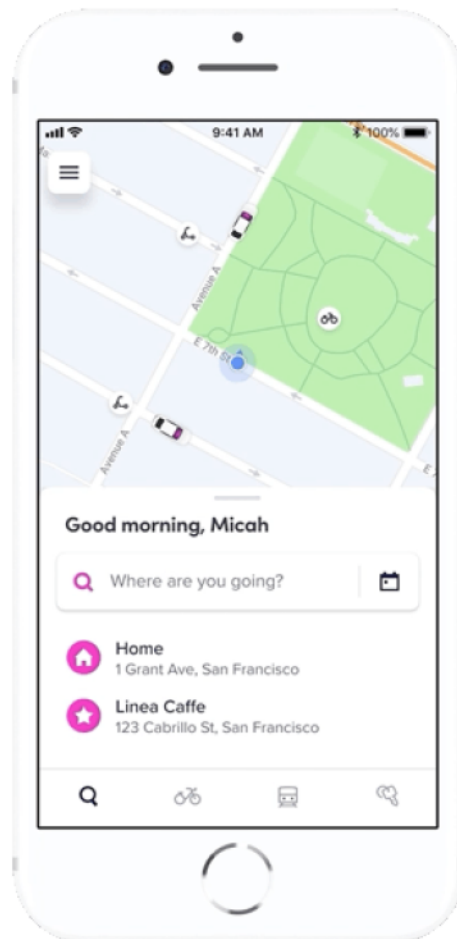 9:41 AM
100%
Avenue A
E 7th St
Avenue A
E
Good morning, Micah
Where are you going?
Home
1 Grant Ave, San Francisco
Linea Caffe
123 Cabrillo St, San Francisco